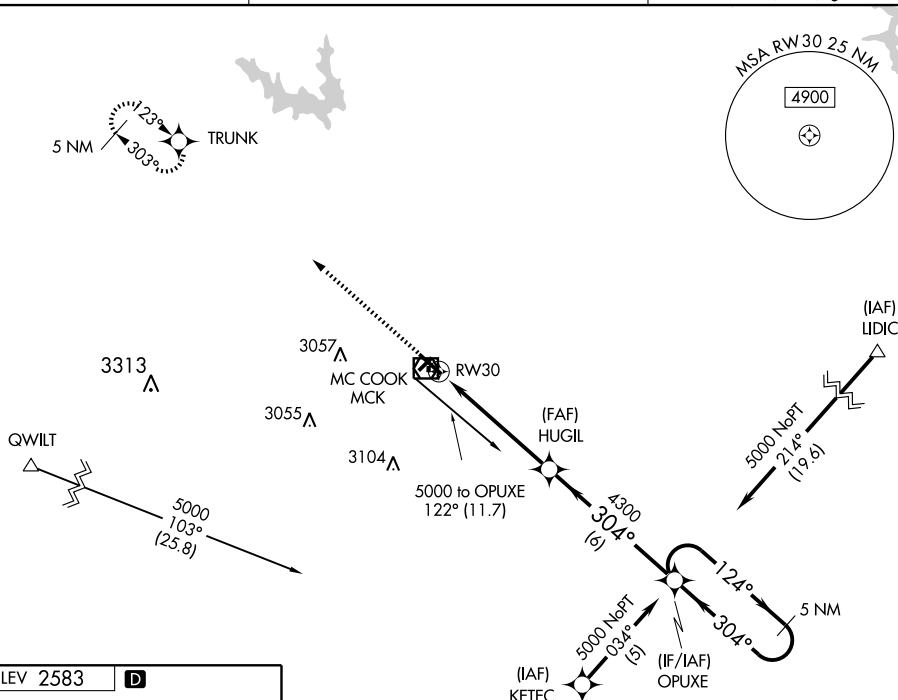 MSA RW30 25 NM
4900
123°
TRUNK
5 NM
303°
(IAF)
LIDIC
3057
3313
MC COOK
MCK
RW30
(FAF)
HUGIL
3055
5000 NoPT
214°
(19.6)
QWILT
3104
5000 to OPUXE
122° (11.7)
5000
103°
(25.8)
4300
304°
(6)
124°
5 NM
304°
5000 NoPT
034°
(5)
(IF/IAF)
OPUXE
(IAF)
LEV 2583
D